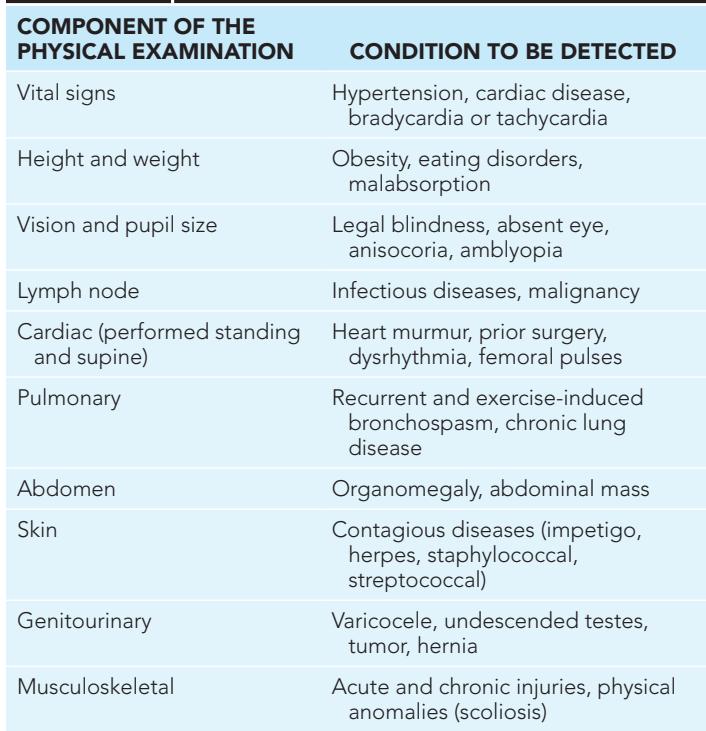 COMPONENT OF THE
PHYSICAL EXAMINATION
CONDITION TO BE DETECTED
Vital signs
Hypertension, cardiac disease,
bradycardia or tachycardia
Height and weight
Obesity, eating disorders,
malabsorption
Vision and pupil size
Legal blindness, absent eye,
anisocoria, amblyopia
Lymph node
Infectious diseases, malignancy
Cardiac (performed standing
and supine)
Heart murmur, prior surgery,
dysrhythmia, femoral pulses
Pulmonary
Recurrent and exercise-induced
bronchospasm, chronic lung
disease
Abdomen
Organomegaly, abdominal mass
Skin
Contagious diseases (impetigo,
herpes, staphylococcal,
streptococcal)
Genitourinary
Varicocele, undescended testes,
tumor, hernia
Musculoskeletal
Acute and chronic injuries, physical
anomalies (scoliosis)